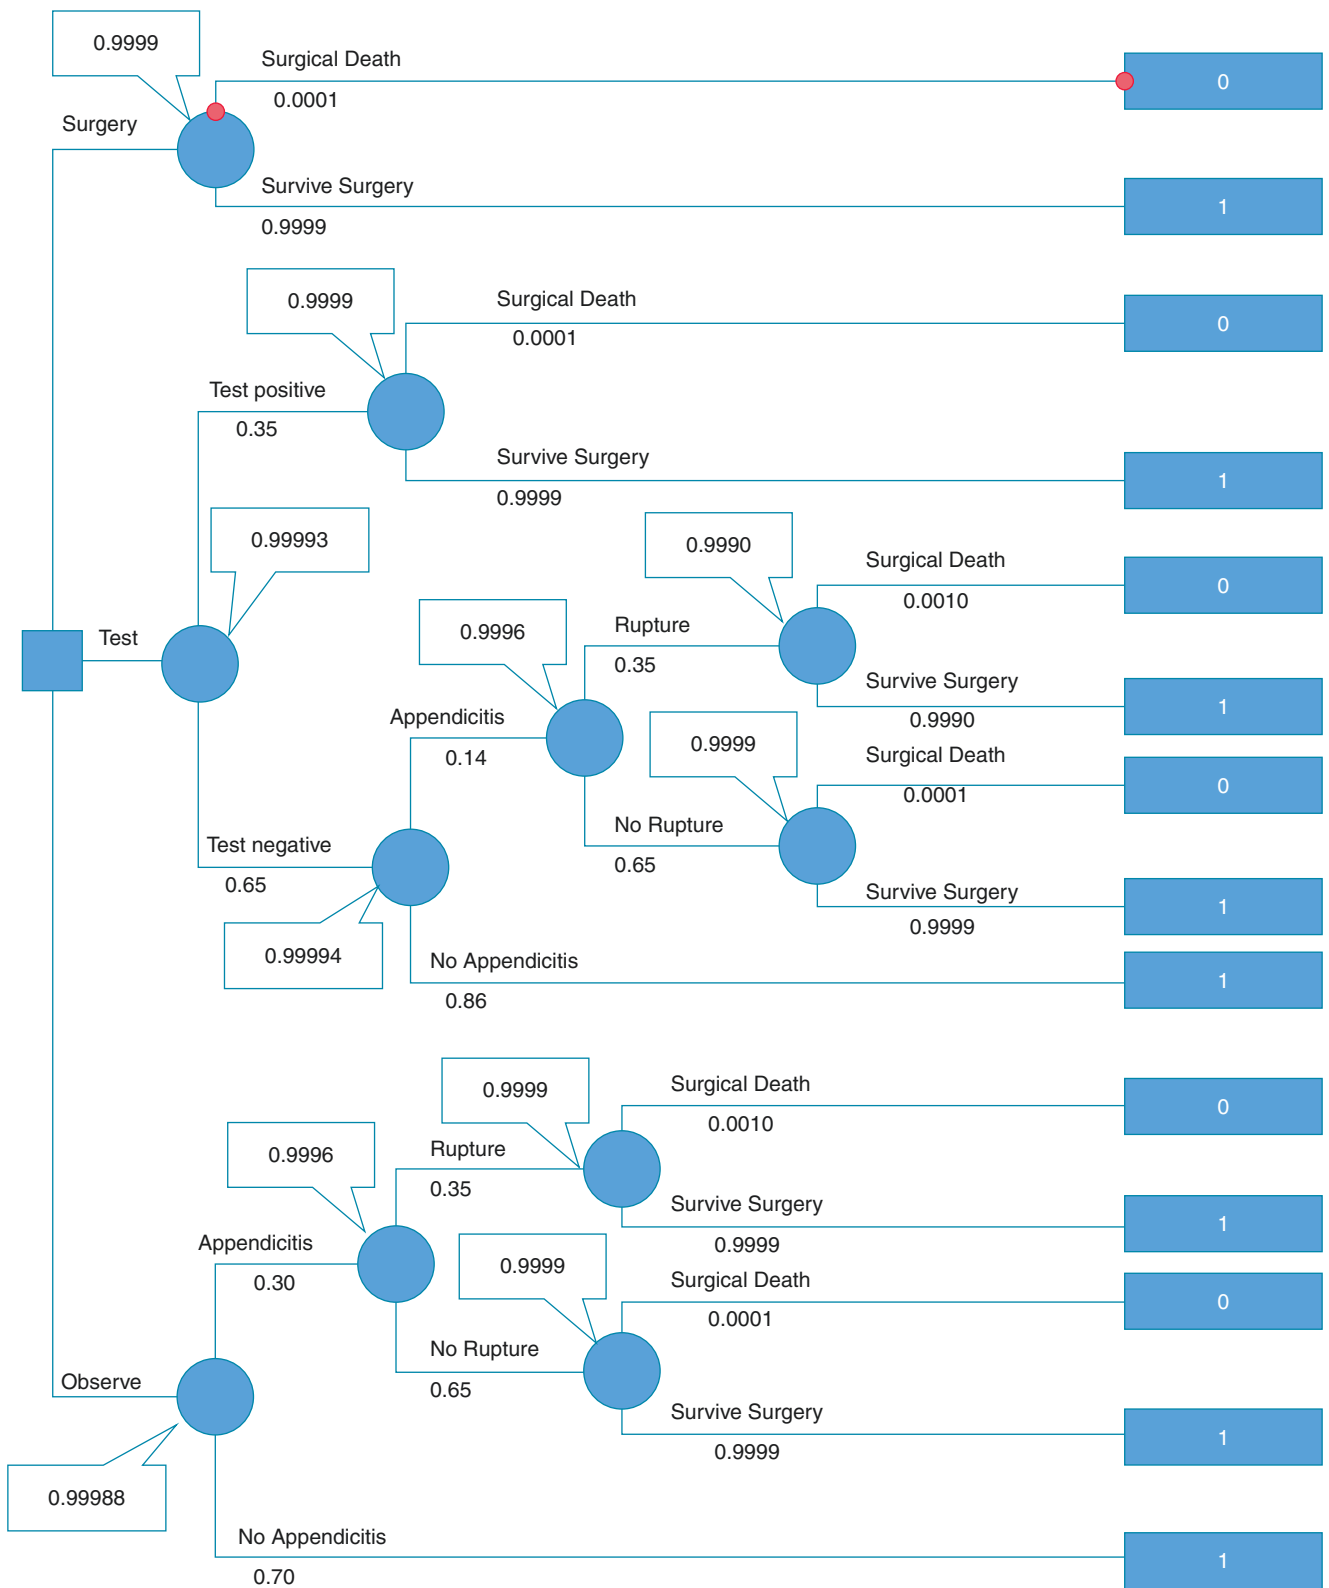 0.9999
Surgical Death
0.0001
0
Surgery
Survive Surgery
0.9999
1
0.9999
Surgical Death
0.0001
0
Test positive
0.35
Survive Surgery
0.9999
1
0.99993
0.9990
Surgical Death
0.0010
0
Test
0.9996
Rupture
0.35
Survive Surgery
0.9990
1
Appendicitis
0.14
0.9999
Surgical Death
0.0001
0
No Rupture
0.65
Test negative
0.65
Survive Surgery
0.9999
1
0.99994
No Appendicitis
0.86
1
0.9999
Surgical Death
0.0010
0
0.9996
Rupture
0.35
Survive Surgery
0.9999
1
Appendicitis
0.30
0.9999
Surgical Death
0.0001
0
No Rupture
0.65
Observe
Survive Surgery
0.9999
1
0.99988
No Appendicitis
0.70
1